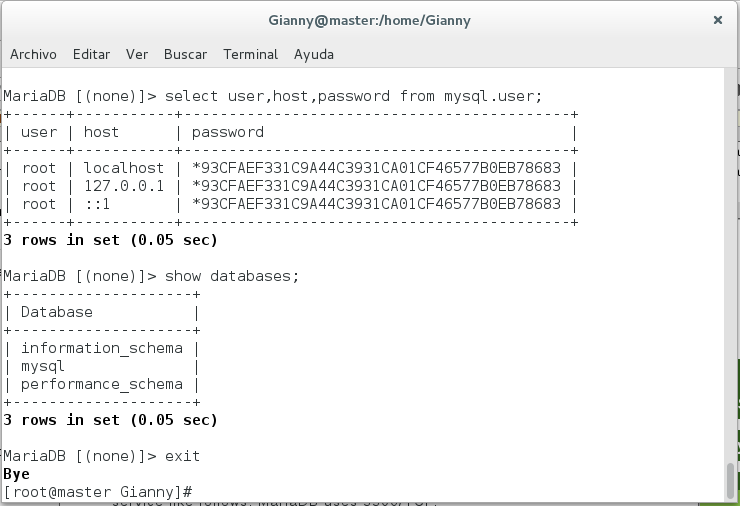 Gianny@master:/home/Gianny
Archivo Editar Ver Buscar Terminal Ayuda
MariaDB [(none)]> select user,host,password from mysql.user;
+------+-----------+-------------------------------------------+
| user | host      | password                                  |
+------+-----------+-------------------------------------------+
| root | localhost | *93CFAEF331C9A44C3931CA01CF46577B0EB78683 |
| root | 127.0.0.1 | *93CFAEF331C9A44C3931CA01CF46577B0EB78683 |
| root | ::1       | *93CFAEF331C9A44C3931CA01CF46577B0EB78683 |
+------+-----------+-------------------------------------------+
3 rows in set (0.05 sec)
MariaDB [(none)]> show databases;
+--------------------+
| Database           |
+--------------------+
| information_schema |
| mysql              |
| performance_schema |
+--------------------+
3 rows in set (0.05 sec)
MariaDB [(none)]> exit
Bye
[root@master Gianny]#